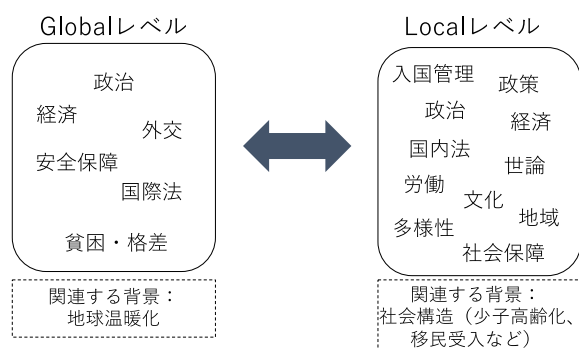 Globalレベル
政治
経済
外交
安全保障
国際法
貧困・格差
関連する背景：
地球温暖化
Localレベル
入国管理
政策
政治
経済
国内法
世論
労働
文化
地域
多様性
社会保障
関連する背景：
社会構造（少子高齢化、
移民受入など）